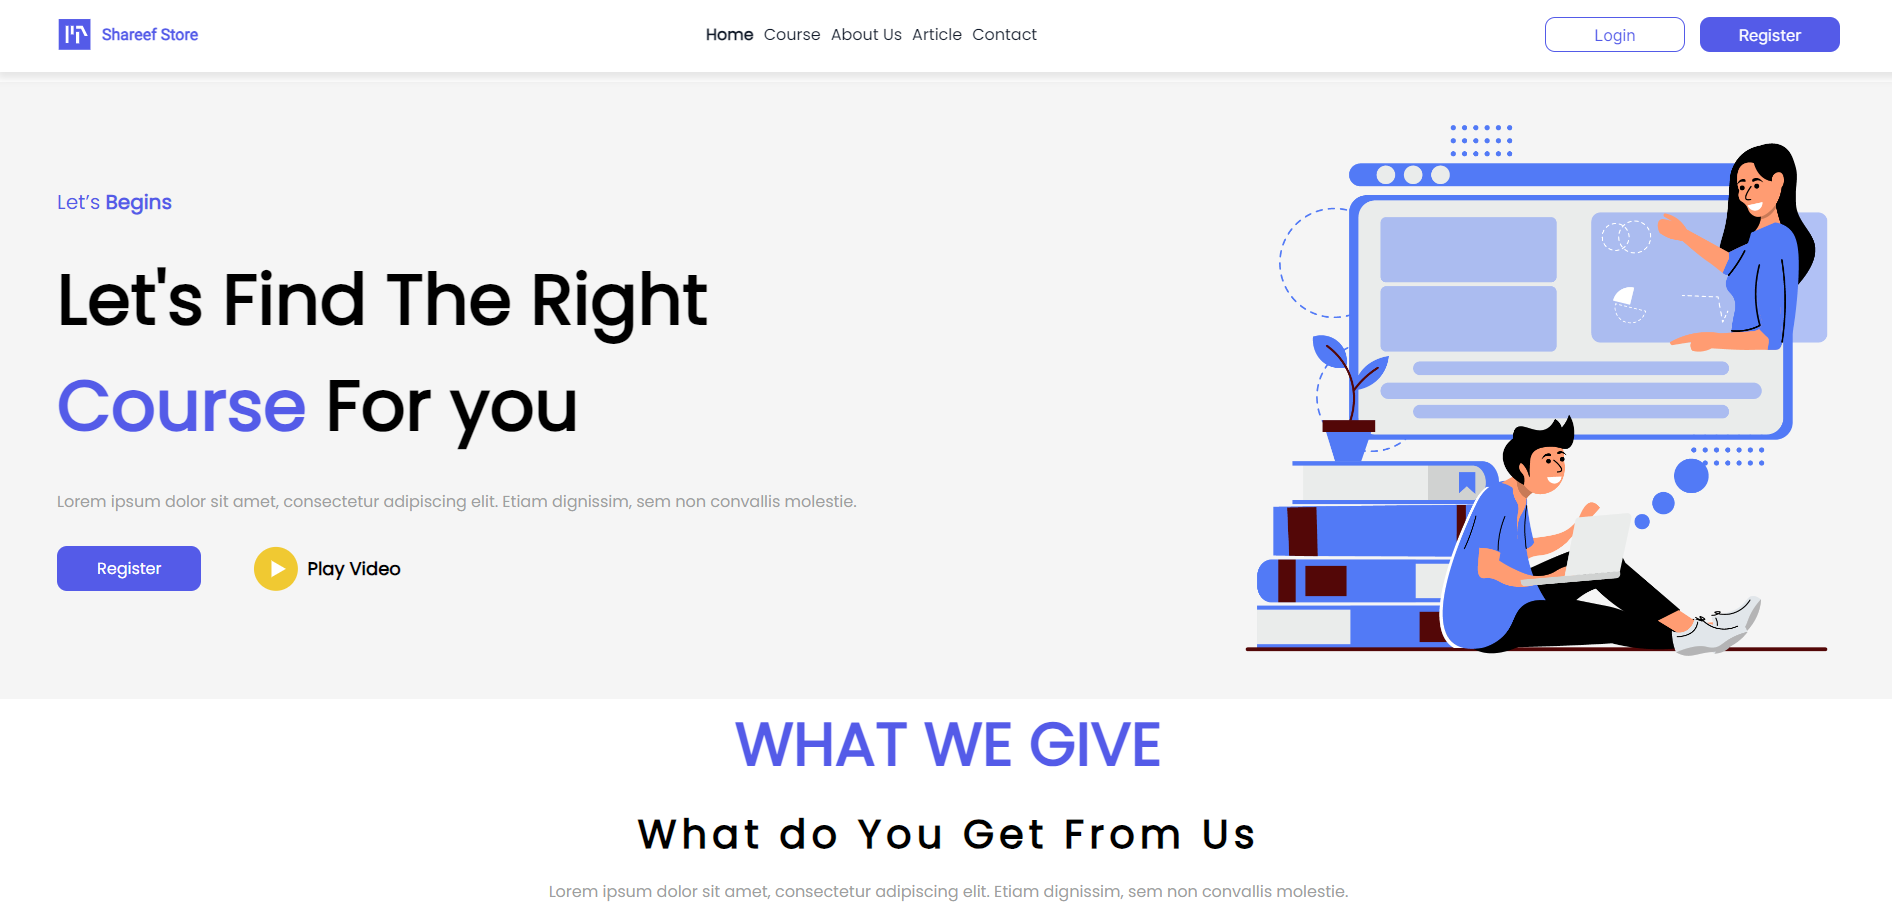 Shareef Store
Home Course About Us Article Contact
Login
Register
Let’s Begins
Let's Find The Right
Course For you
Lorem ipsum dolor sit amet, consectetur adipiscing elit. Etiam dignissim, sem non convallis molestie.
Register
Play Video
WHAT WE GIVE
What do You Get From Us
Lorem ipsum dolor sit amet, consectetur adipiscing elit. Etiam dignissim, sem non convallis molestie.